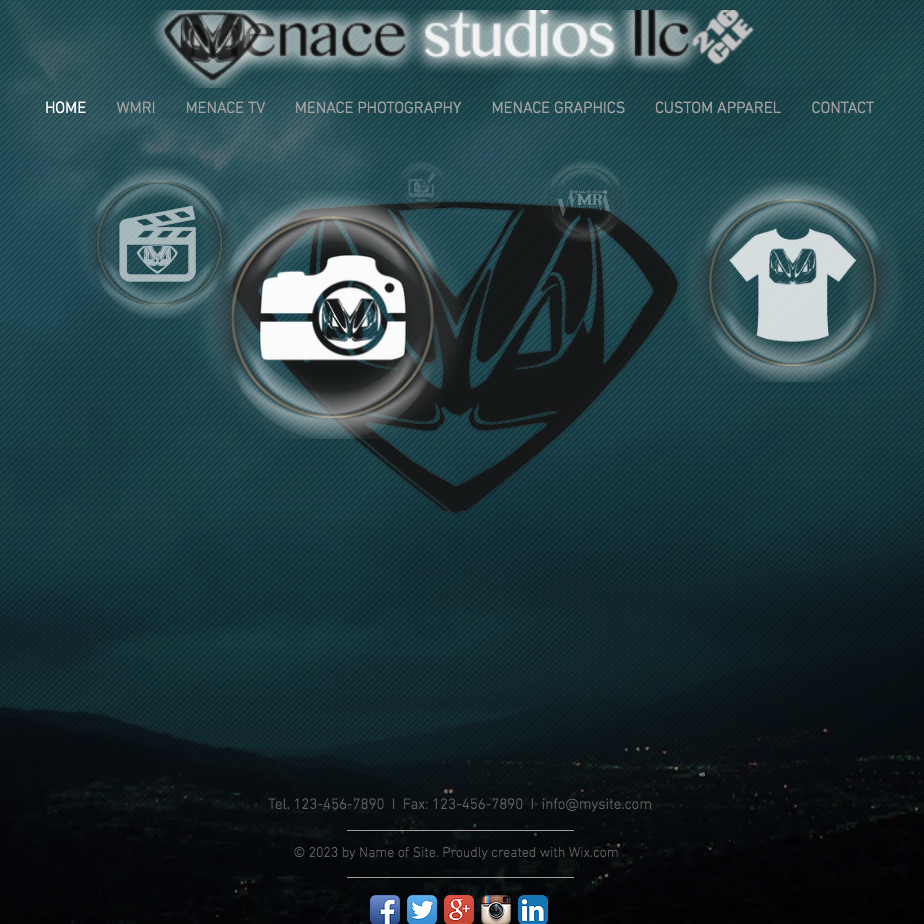 Menace studios llc 216 CLE
HOME WMRI MENACE TV MENACE PHOTOGRAPHY MENACE GRAPHICS CUSTOM APPAREL CONTACT
WMRI
Tel. 123-456-7890 | Fax: 123-456-7890 | info@mysite.com
© 2023 by Name of Site. Proudly created with Wix.com